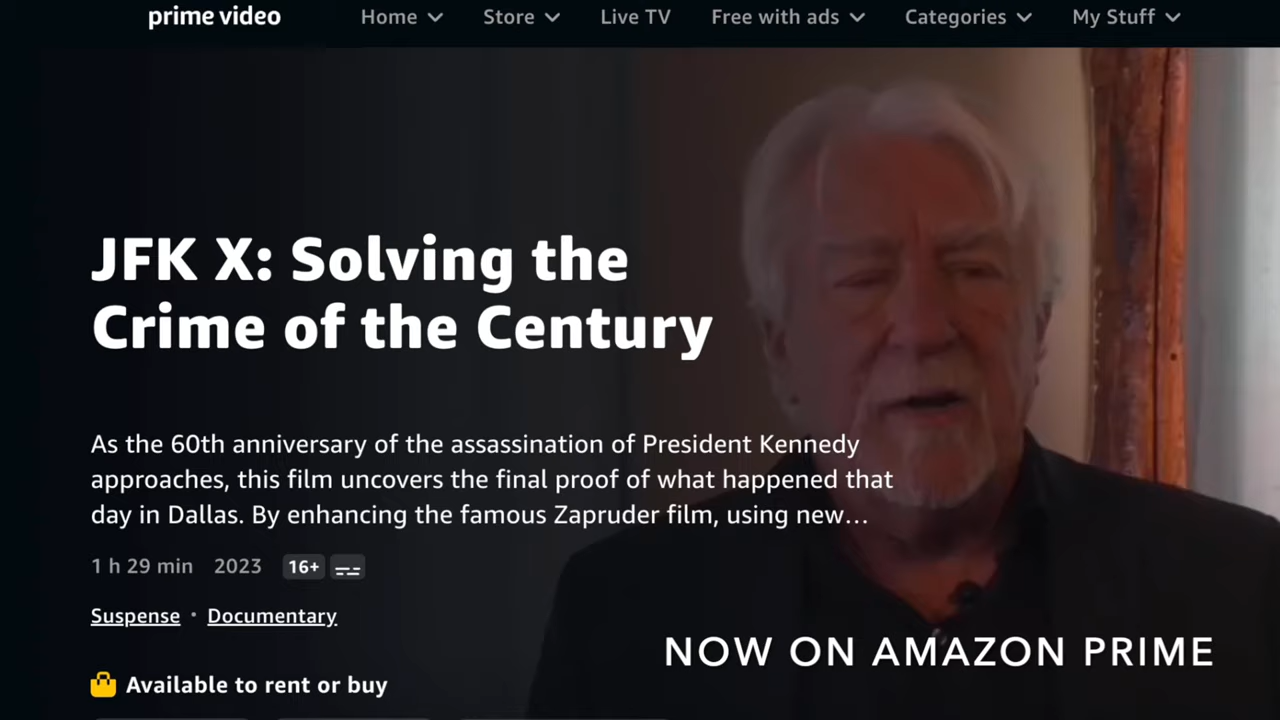 prime video
Home
Store
Live TV
Free with ads
Categories
My Stuff
JFK X: Solving the
Crime of the Century
As the 60th anniversary of the assassination of President Kennedy
approaches, this film uncovers the final proof of what happened that
day in Dallas. By enhancing the famous Zapruder film, using new...
1 h 29 min 2023 16+
Suspense · Documentary
NOW ON AMAZON PRIME
Available to rent or buy